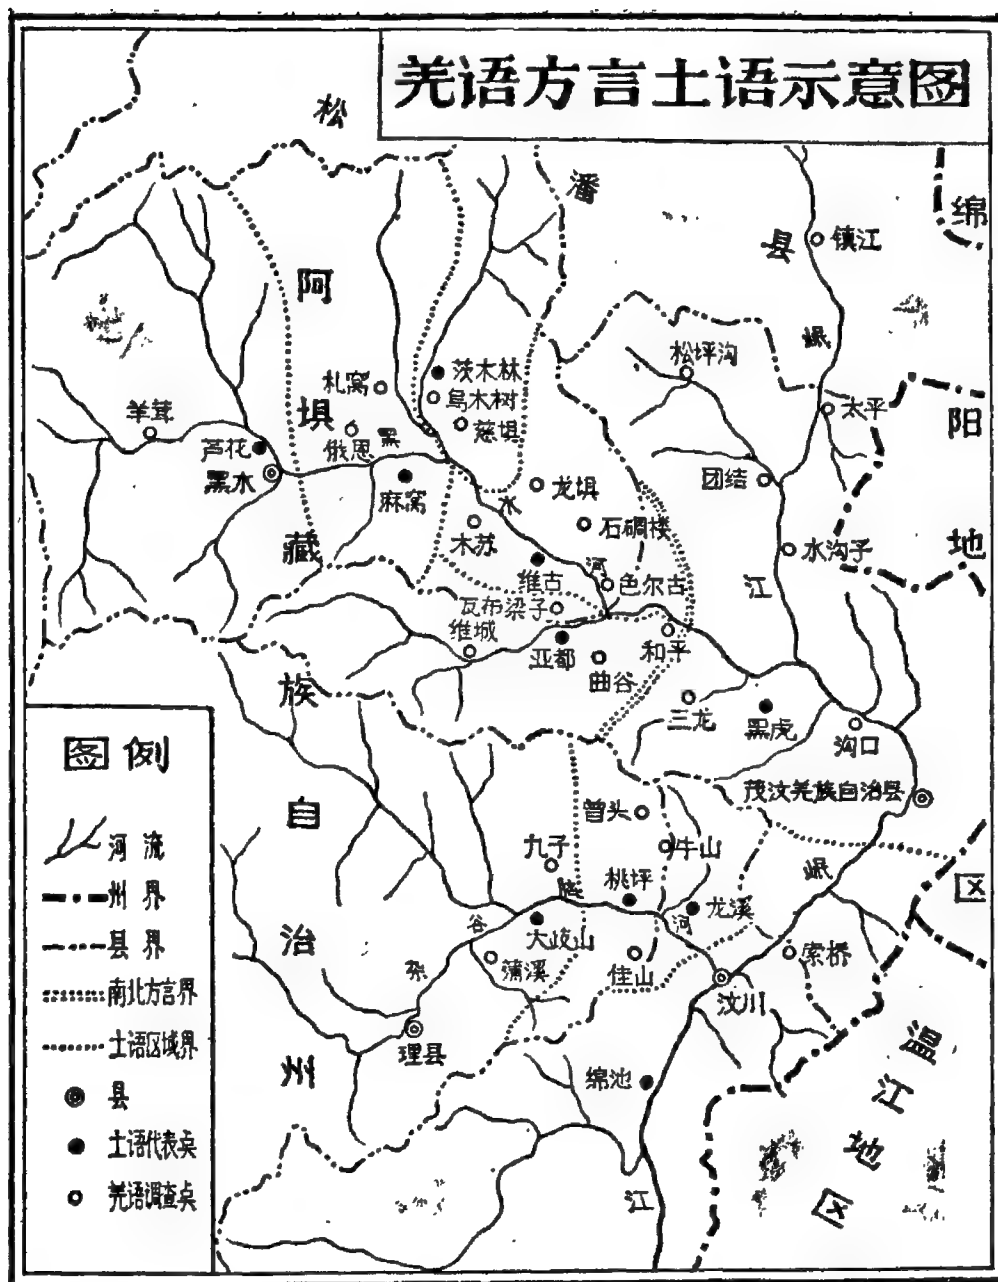 羌语方言土语示意图
松
潘
县
镇江
绵
阳
地
区
阿
坝
藏
族
自
治
州
岷
松坪沟
太平
茨木林
乌木树
慈坝
札窝
俄恩
黑
羊茸
芦花
黑水
麻窝
水
龙坝
石碉楼
团结
水沟子
木苏
河
维古
色尔古
江
瓦布梁子
维城
亚都
和平
曲谷
三龙
黑虎
沟口
茂汶羌族自治县
曾头
牛山
岷
九子
桃坪
脑
龙溪
河
谷
大岐山
索桥
杂
蒲溪
佳山
汶川
理县
绵池
江
温
江
地
区
图例
河流
州界
县界
南北方言界
土语区域界
县
土语代表点
羌语调查点